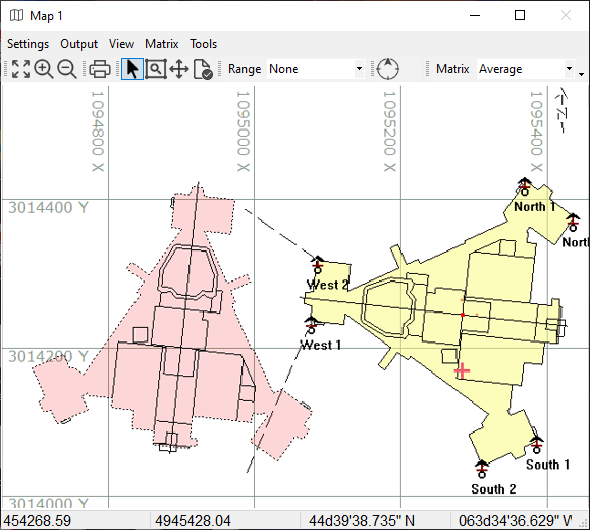 Map 1
Settings Output View Matrix Tools
Range None Matrix Average
1094800 X
1095000 X
1095200 X
1095400 X
3014400 Y
North 1
Nort
West 2
West 1
3014200 Y
South 1
South 2
3014000 Y
454268.59 4945428.04 44d39'38.735" N 063d34'36.629" W